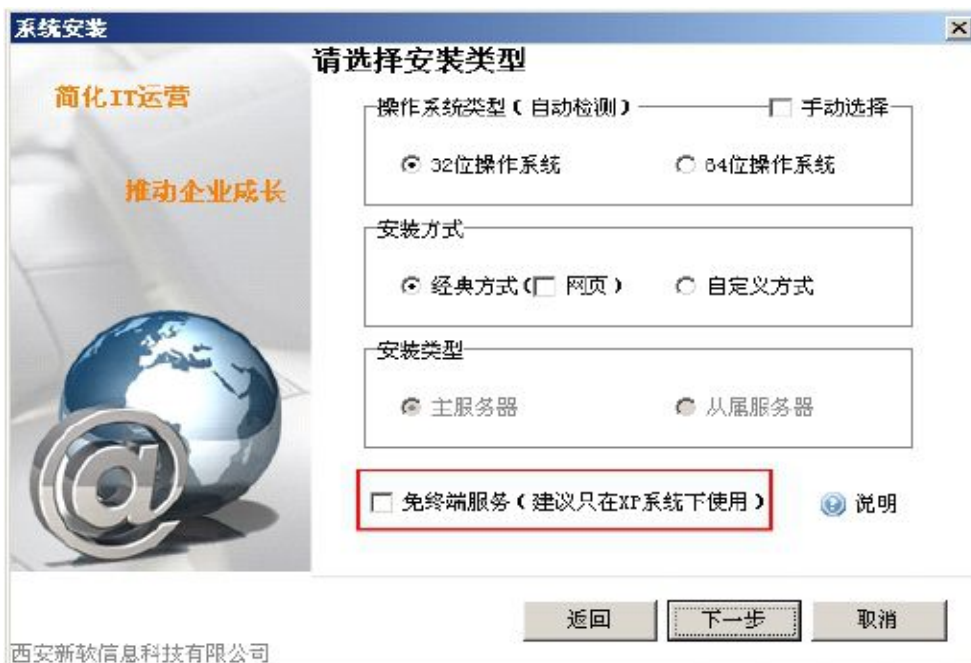 系统安装
请选择安装类型
简化IT运营
推动企业成长
操作系统类型（自动检测） 手动选择
32位操作系统 64位操作系统
安装方式
经典方式（ 网页） 自定义方式
安装类型
主服务器 从属服务器
免终端服务（建议只在XP系统下使用） 说明
返回 下一步 取消
西安新软信息科技有限公司